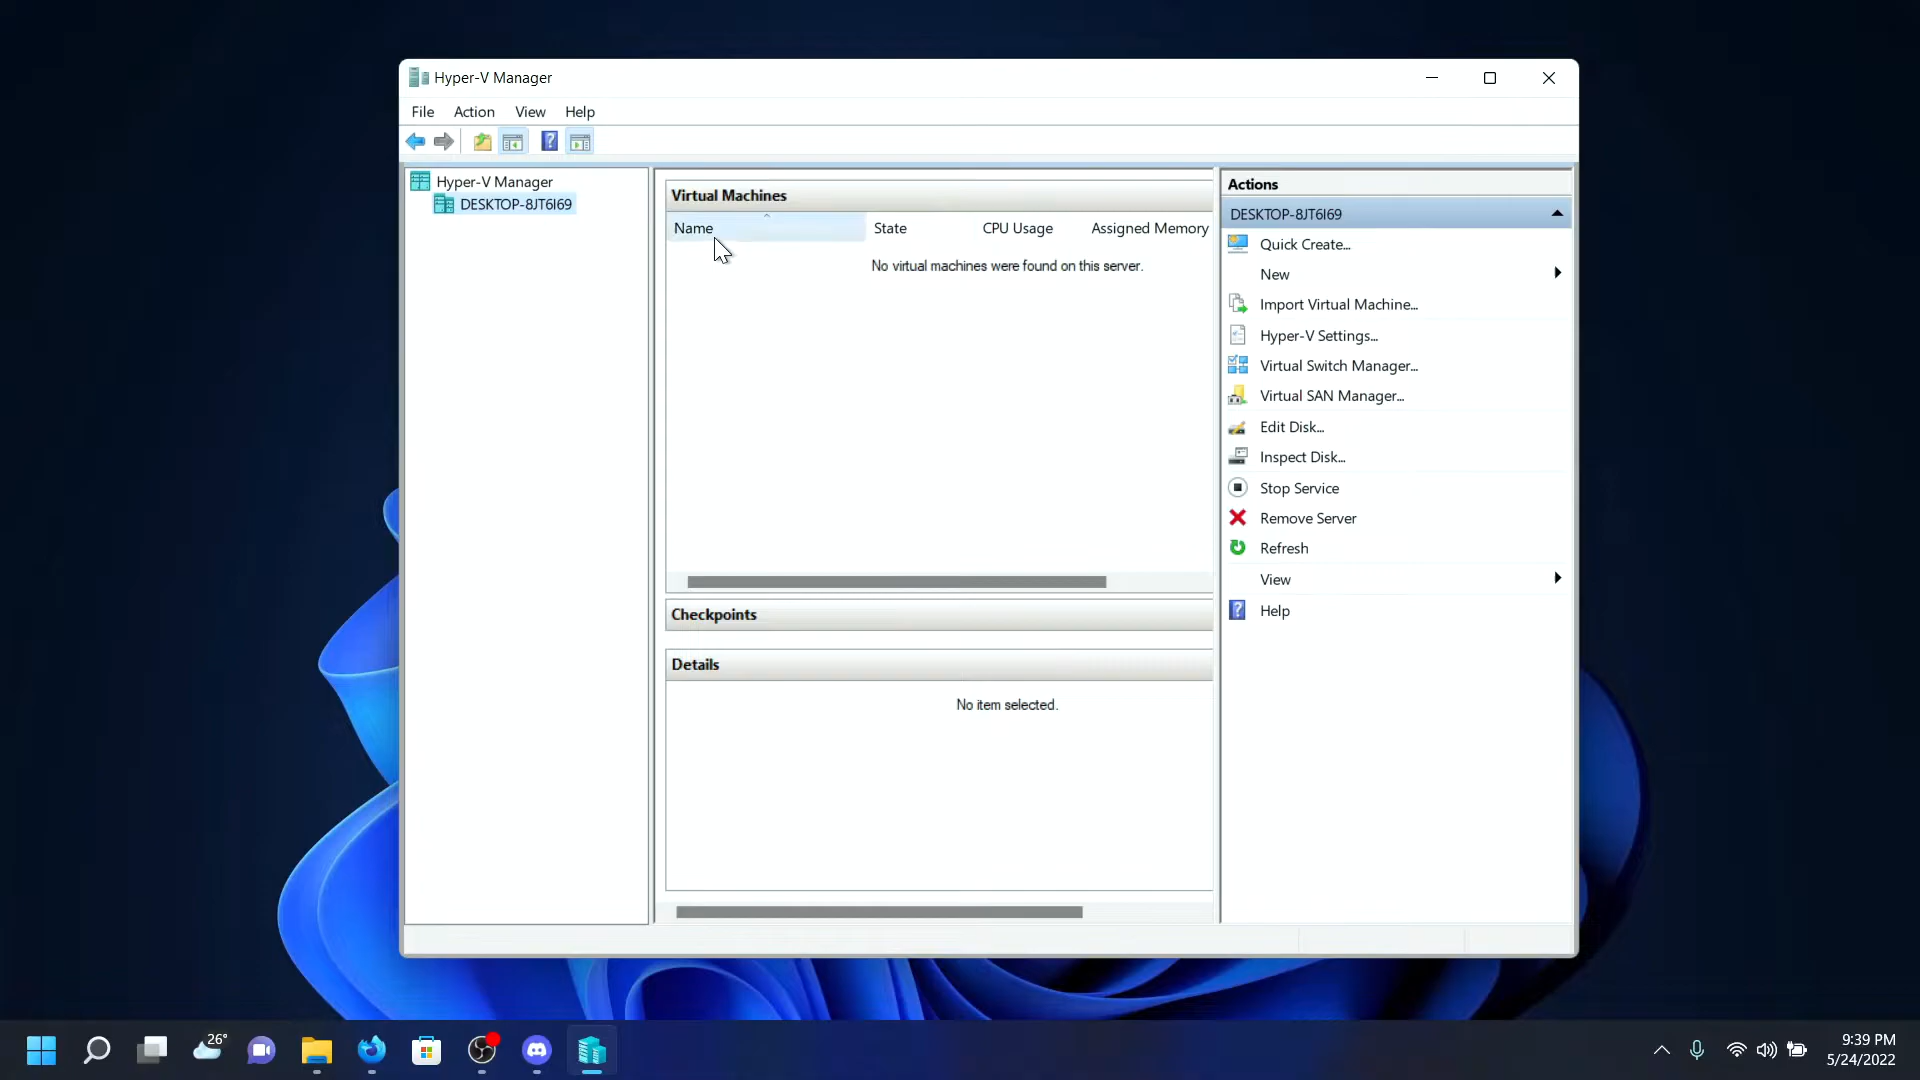 Hyper-V Manager
File Action View Help
Hyper-V Manager
DESKTOP-8JT6I69
Virtual Machines
Name State CPU Usage Assigned Memory
No virtual machines were found on this server.
Checkpoints
Details
No item selected.
Actions
DESKTOP-8JT6I69
Quick Create...
New
Import Virtual Machine...
Hyper-V Settings...
Virtual Switch Manager...
Virtual SAN Manager...
Edit Disk...
Inspect Disk...
Stop Service
Remove Server
Refresh
View
Help
26°
9:39 PM
5/24/2022